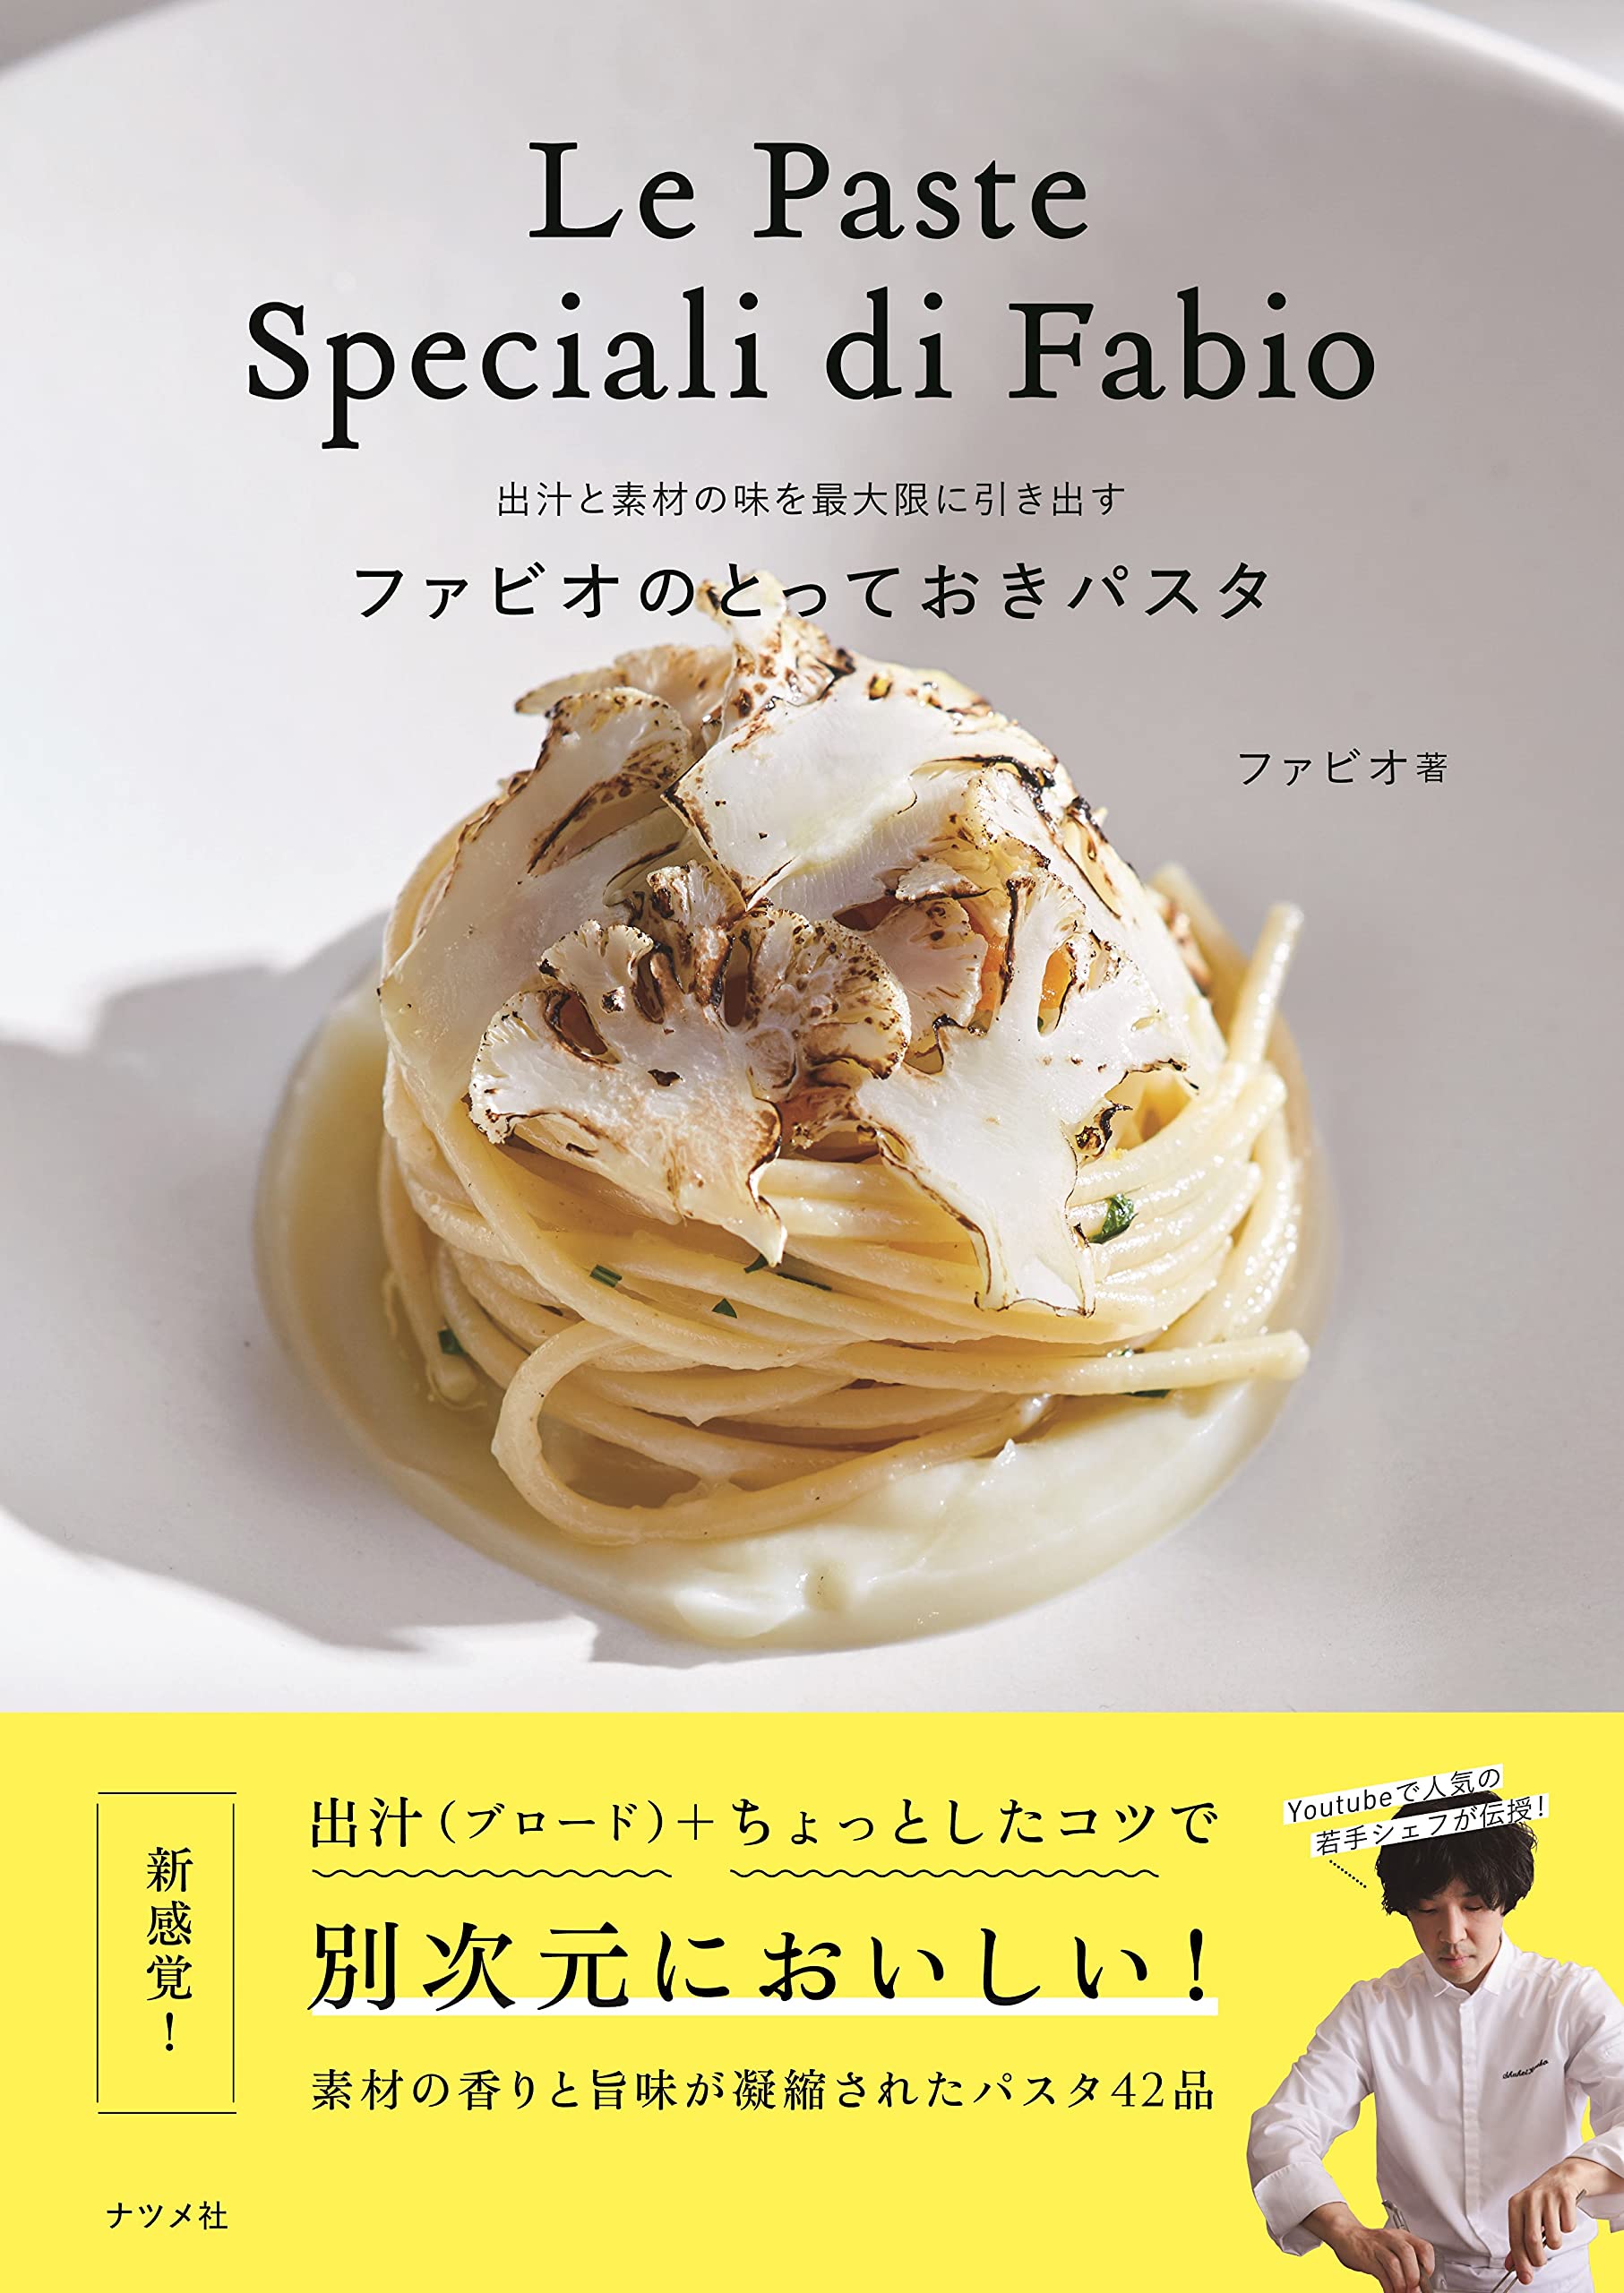 Le Paste
Speciali di Fabio
出汁と素材の味を最大限に引き出す
ファビオのとっておきパスタ
ファビオ著
新感覚！
出汁（ブロード）＋ちょっとしたコツで
別次元においしい！
素材の香りと旨味が凝縮されたパスタ42品
Youtubeで人気の
若手シェフが伝授！
ナツメ社